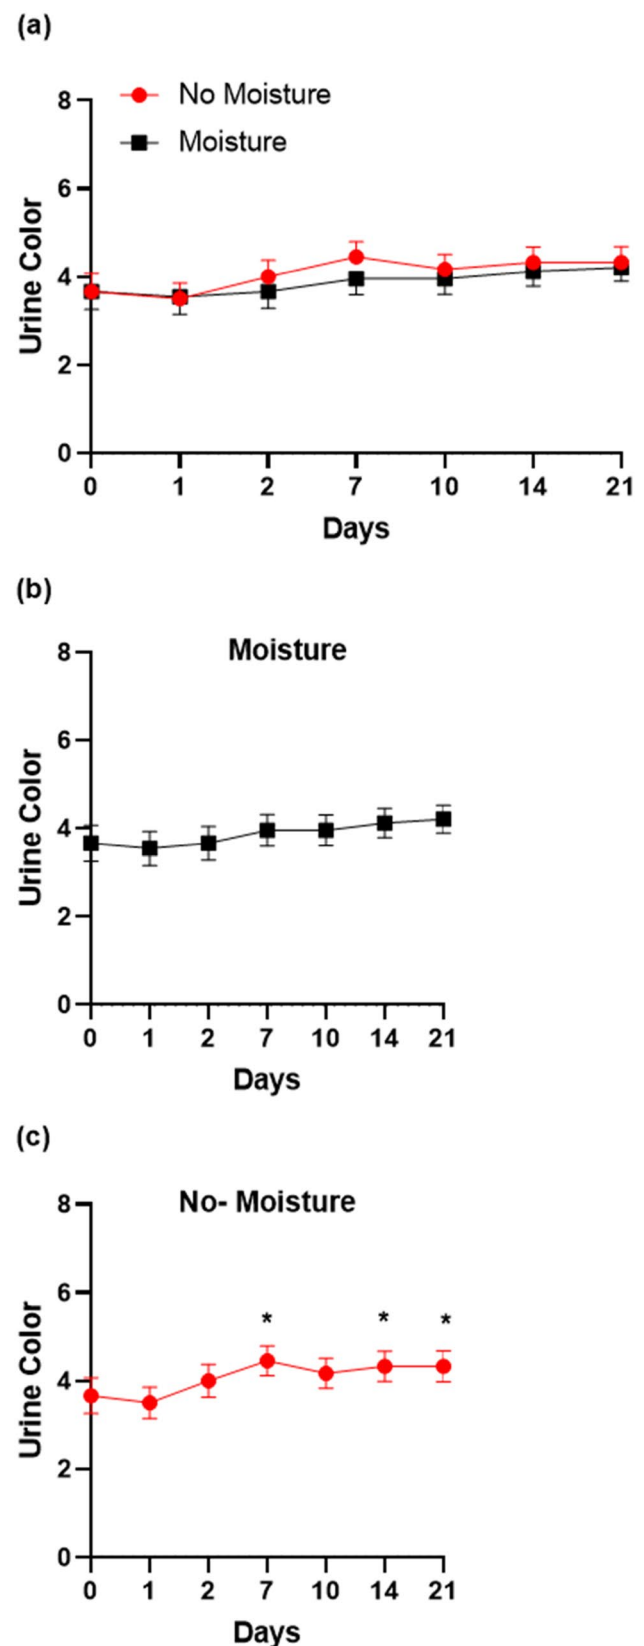 (a)
No Moisture
Moisture
8
6
4
2
0
Urine Color
0 1 2 7 10 14 21
Days
(b)
Moisture
8
6
4
2
0
Urine Color
0 1 2 7 10 14 21
Days
(c)
No- Moisture
8
6
4
2
0
Urine Color
* * *
0 1 2 7 10 14 21
Days